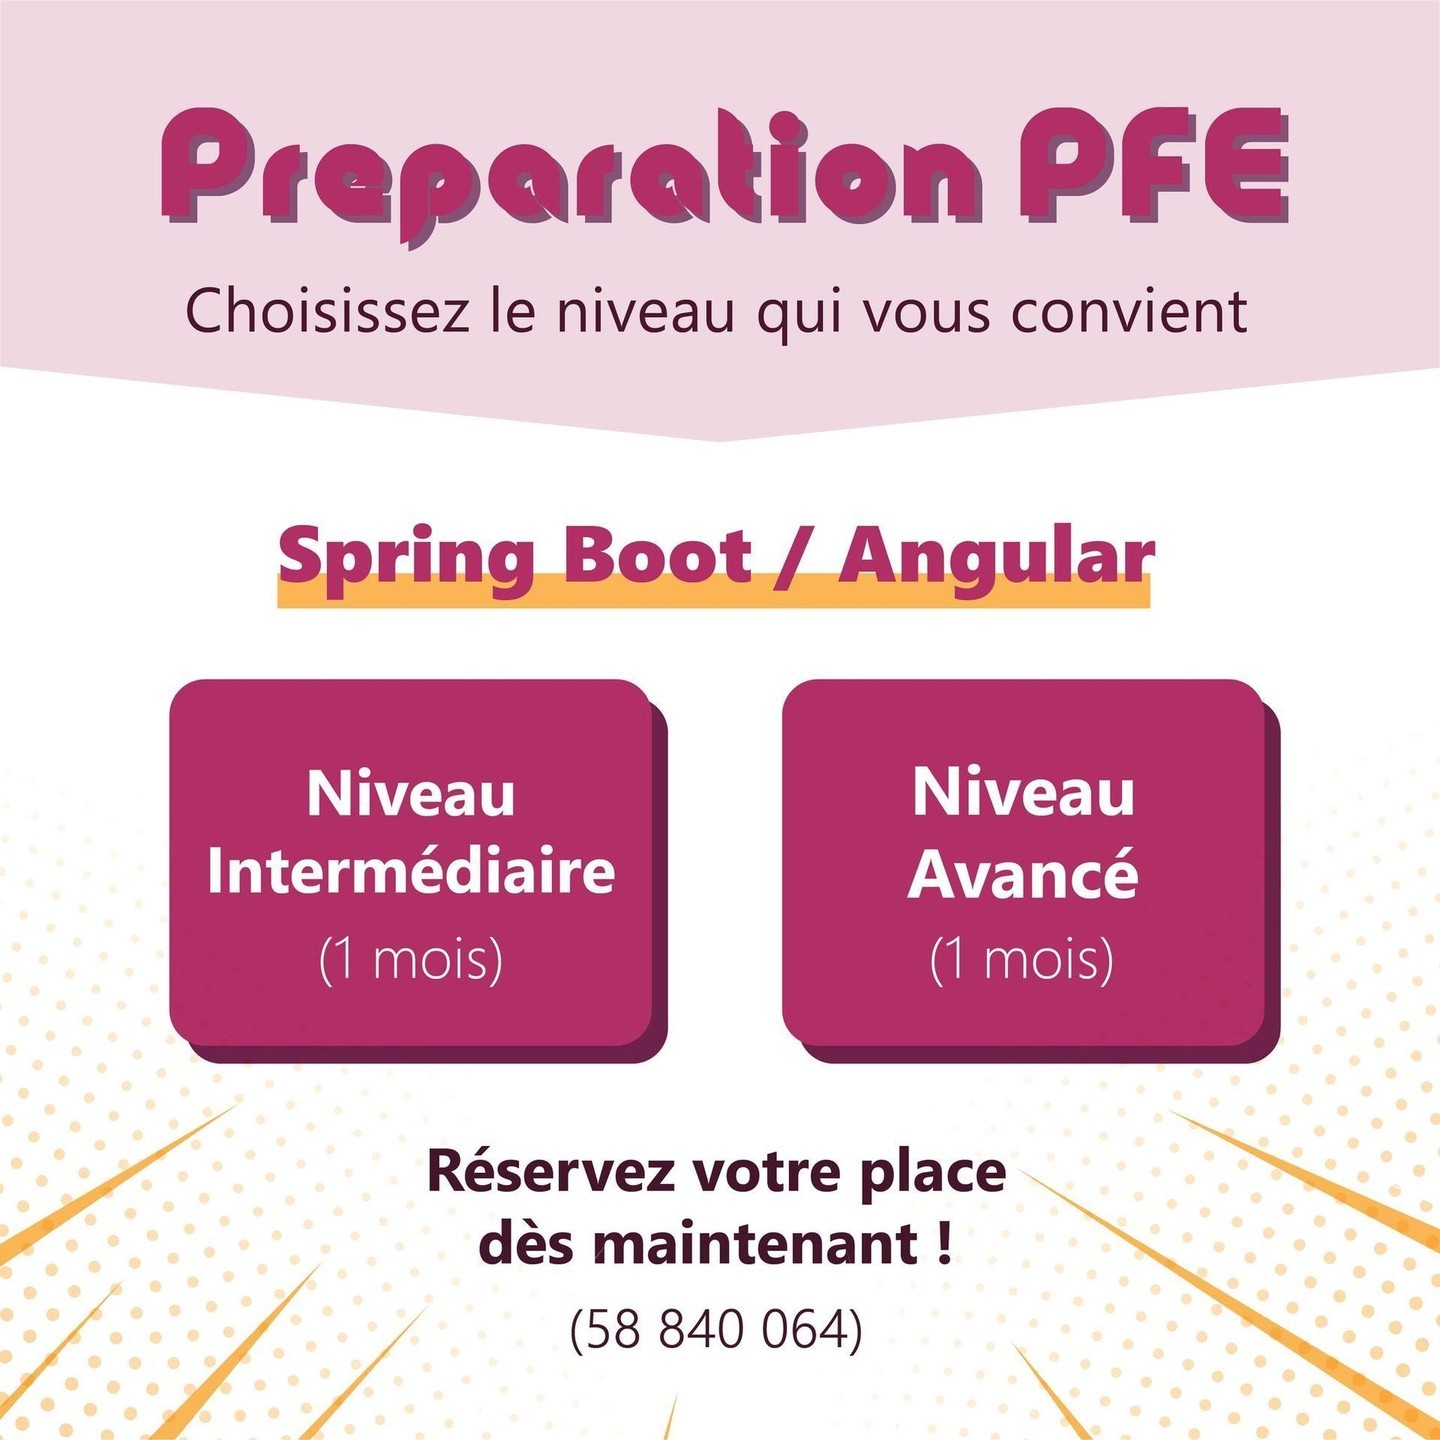 Preparation PFE
Choisissez le niveau qui vous convient
Spring Boot / Angular
Niveau
Intermédiaire
(1 mois)
Niveau
Avancé
(1 mois)
Réservez votre place
dès maintenant !
(58 840 064)